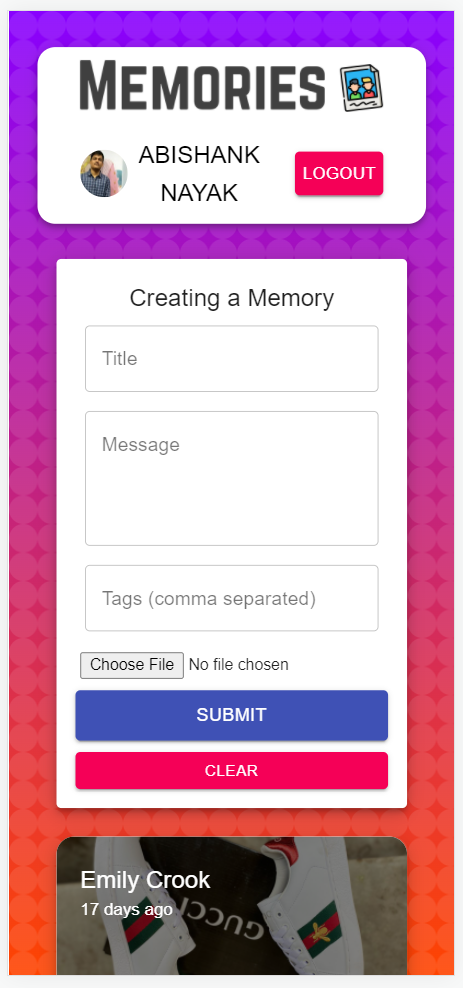 MEMORIES
ABISHANK
NAYAK
LOGOUT
Creating a Memory
Title
Message
Tags (comma separated)
Choose File No file chosen
SUBMIT
CLEAR
Emily Crook
17 days ago
GUCCI